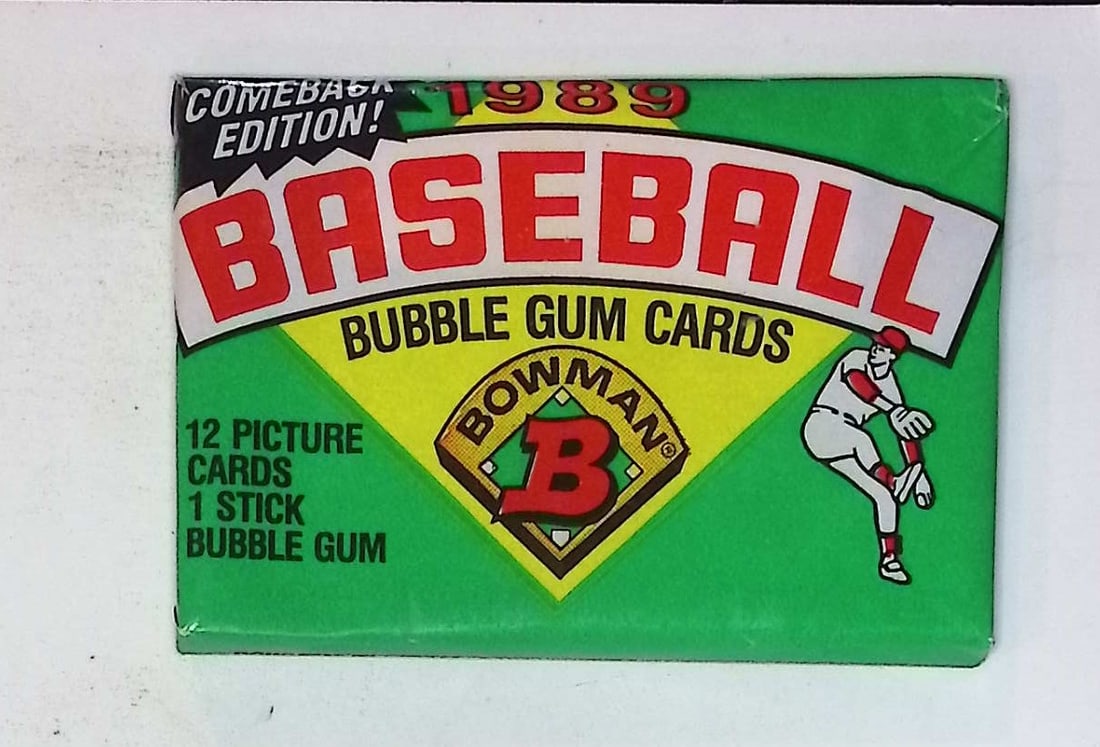 COMEBACK
EDITION!
1989
BASEBALL
BUBBLE GUM CARDS
BOWMAN®
B
12 PICTURE
CARDS
1 STICK
BUBBLE GUM